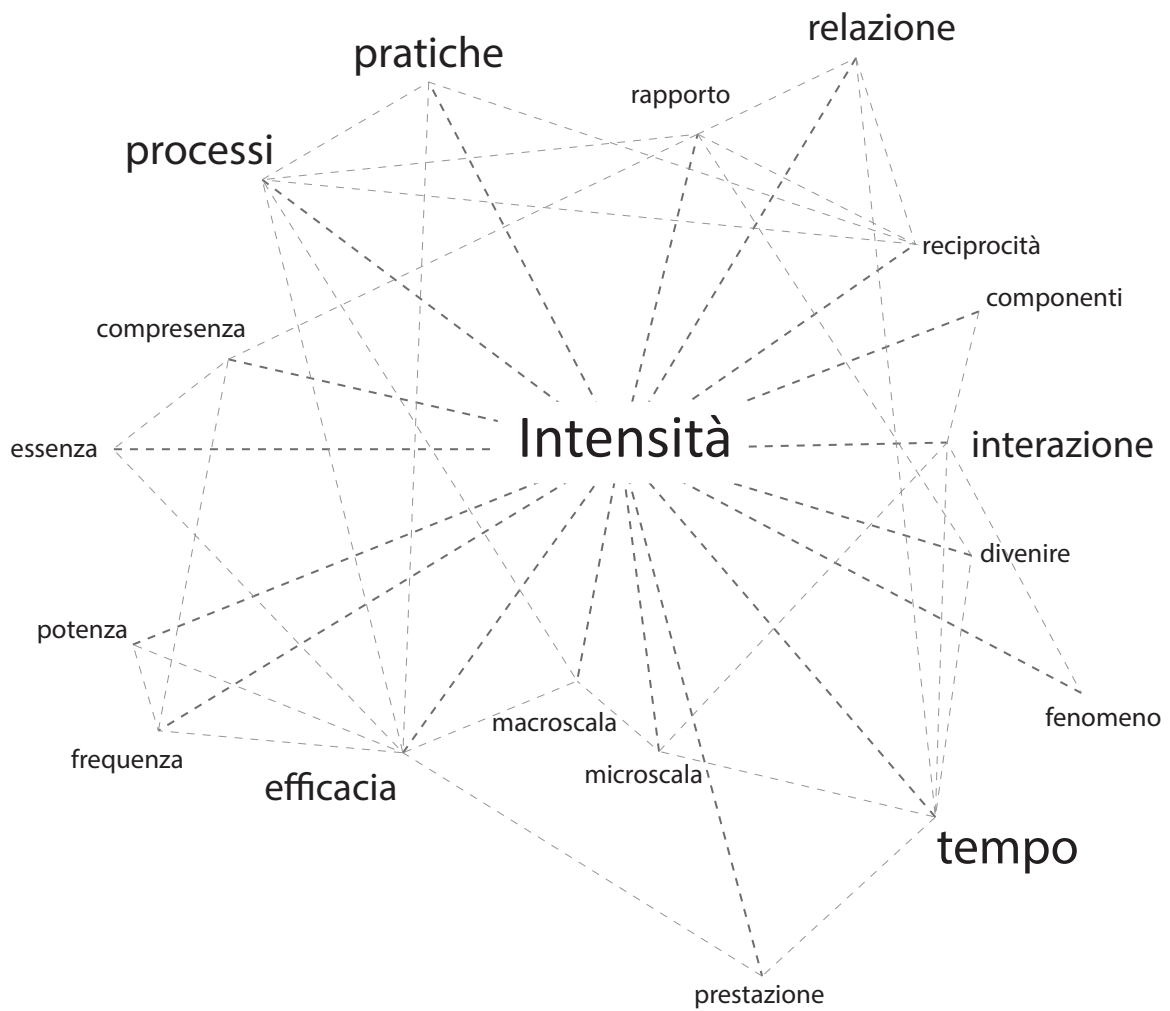 relazione
pratiche
rapporto
processi
reciprocità
componenti
compresenza
Intensità
interazione
essenza
divenire
potenza
fenomeno
macroscala
frequenza
microscala
efficacia
tempo
prestazione